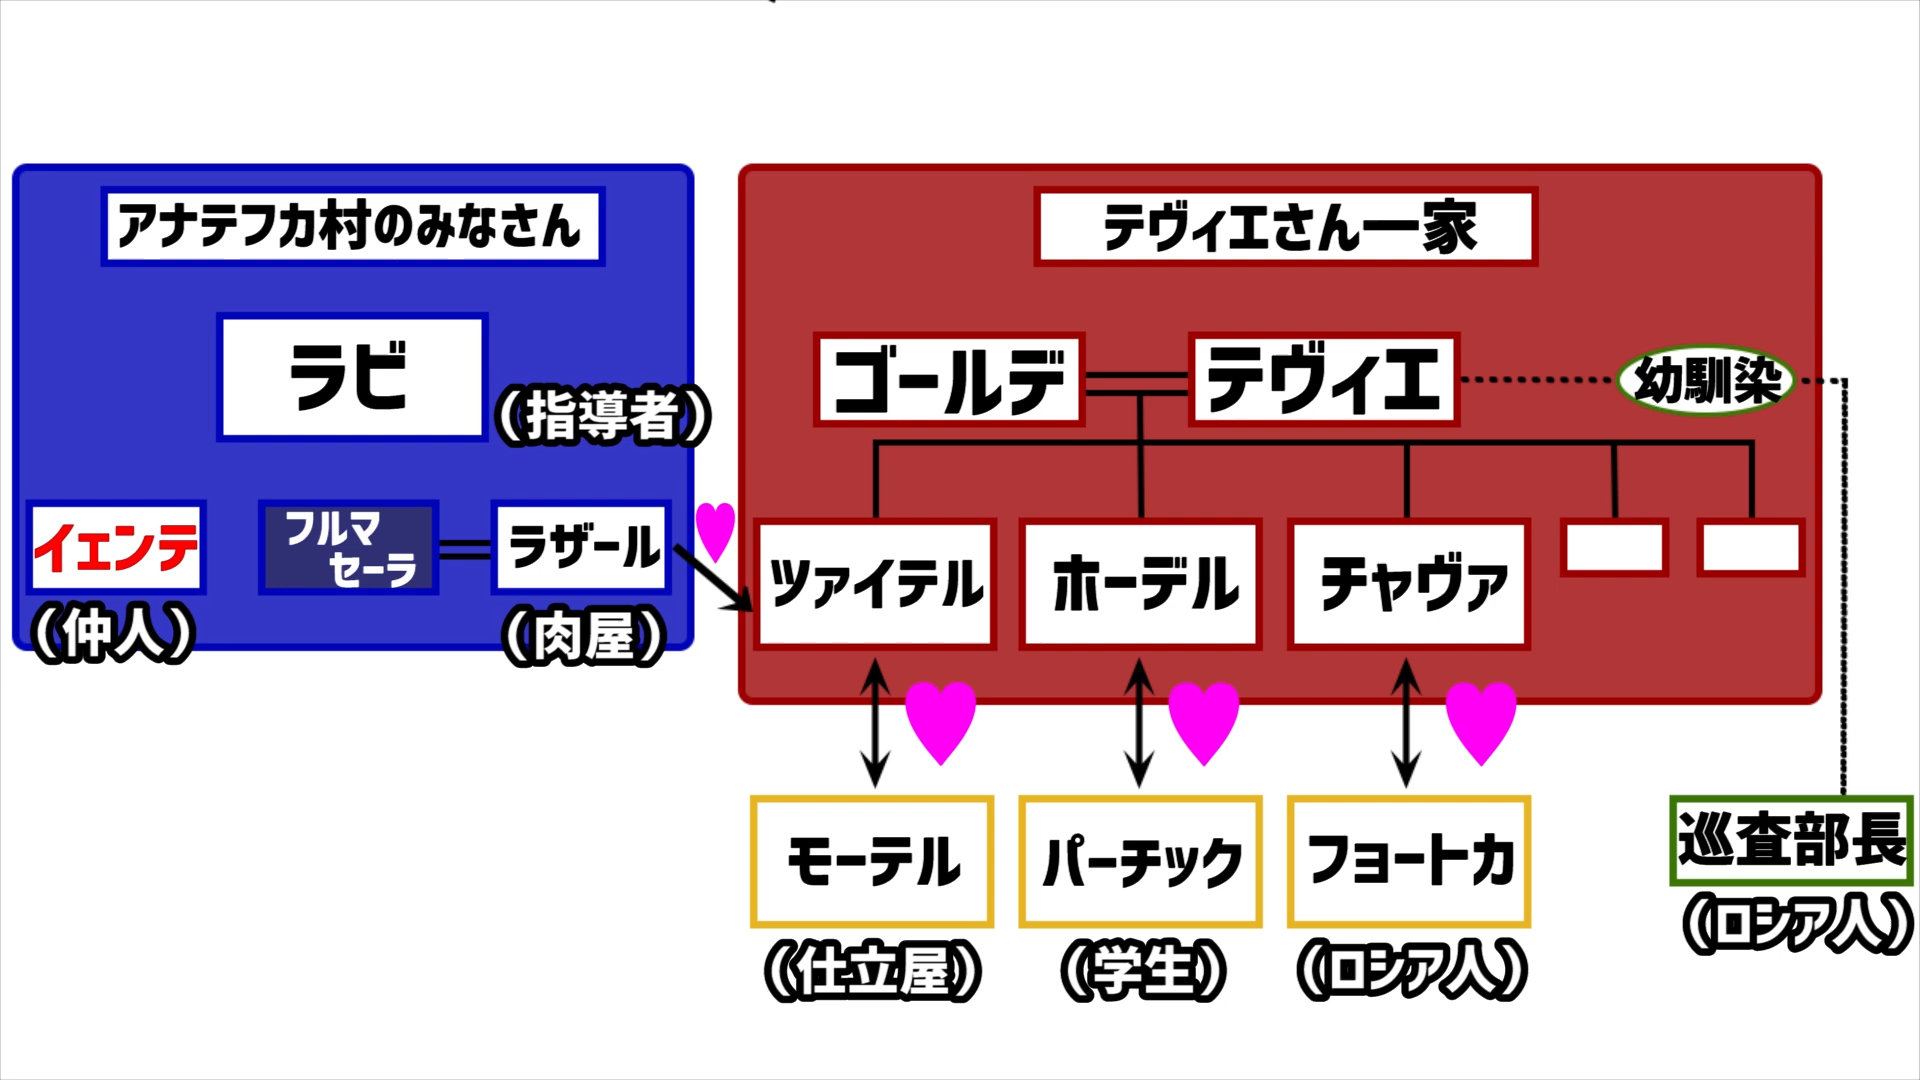 アナテフカ村のみなさん
テヴィエさん一家
ラビ
(指導者)
ゴールデ
テヴィエ
幼馴染
イェンテ
(仲人)
フルマ
セーラ
ラザール
(肉屋)
ツァイテル
ホーデル
チャヴァ
モーテル
(仕立屋)
パーチック
(学生)
フョートカ
(ロシア人)
巡査部長
(ロシア人)